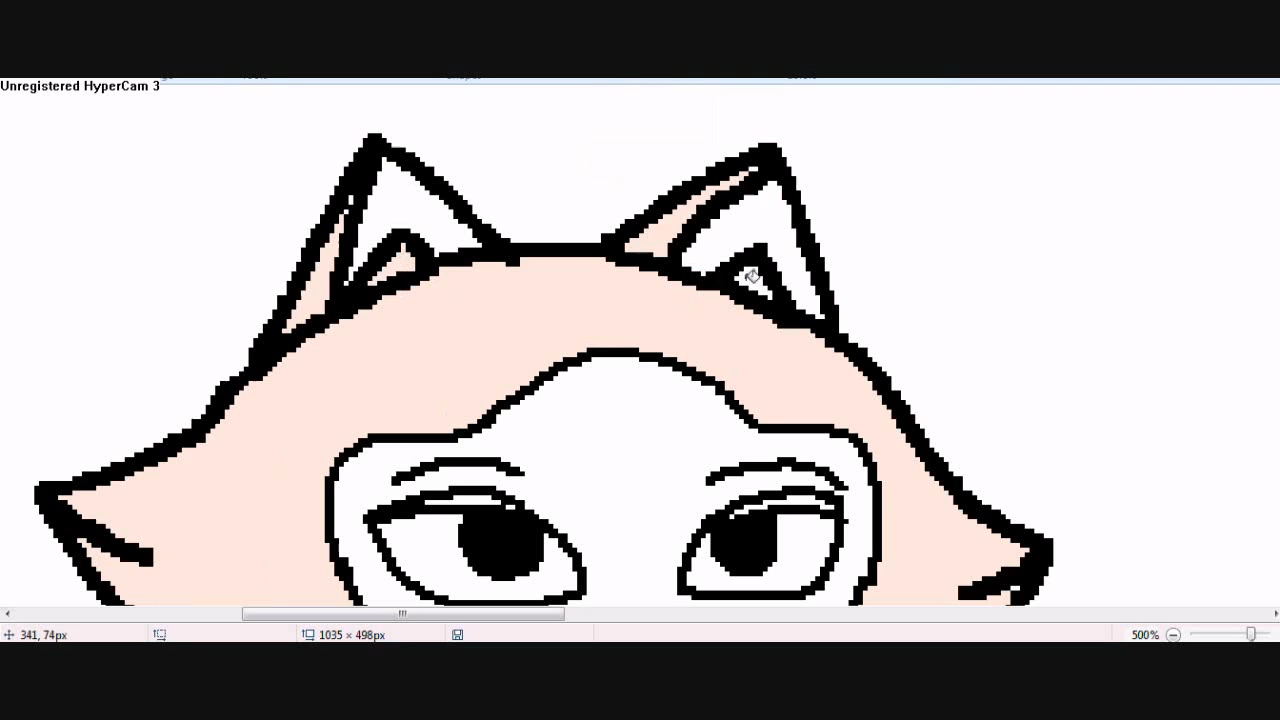 Unregistered HyperCam 3
341, 74px
1035 × 498px
500%